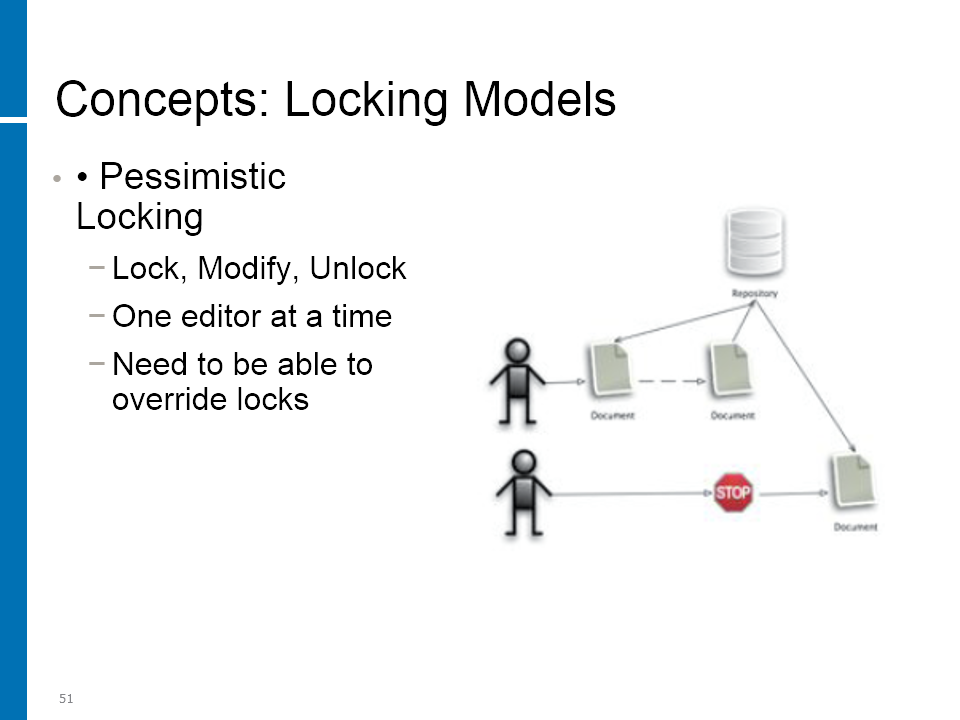 Concepts: Locking Models
• • Pessimistic
Locking
– Lock, Modify, Unlock
– One editor at a time
– Need to be able to
override locks
Repository
Document
Document
STOP
Document
51